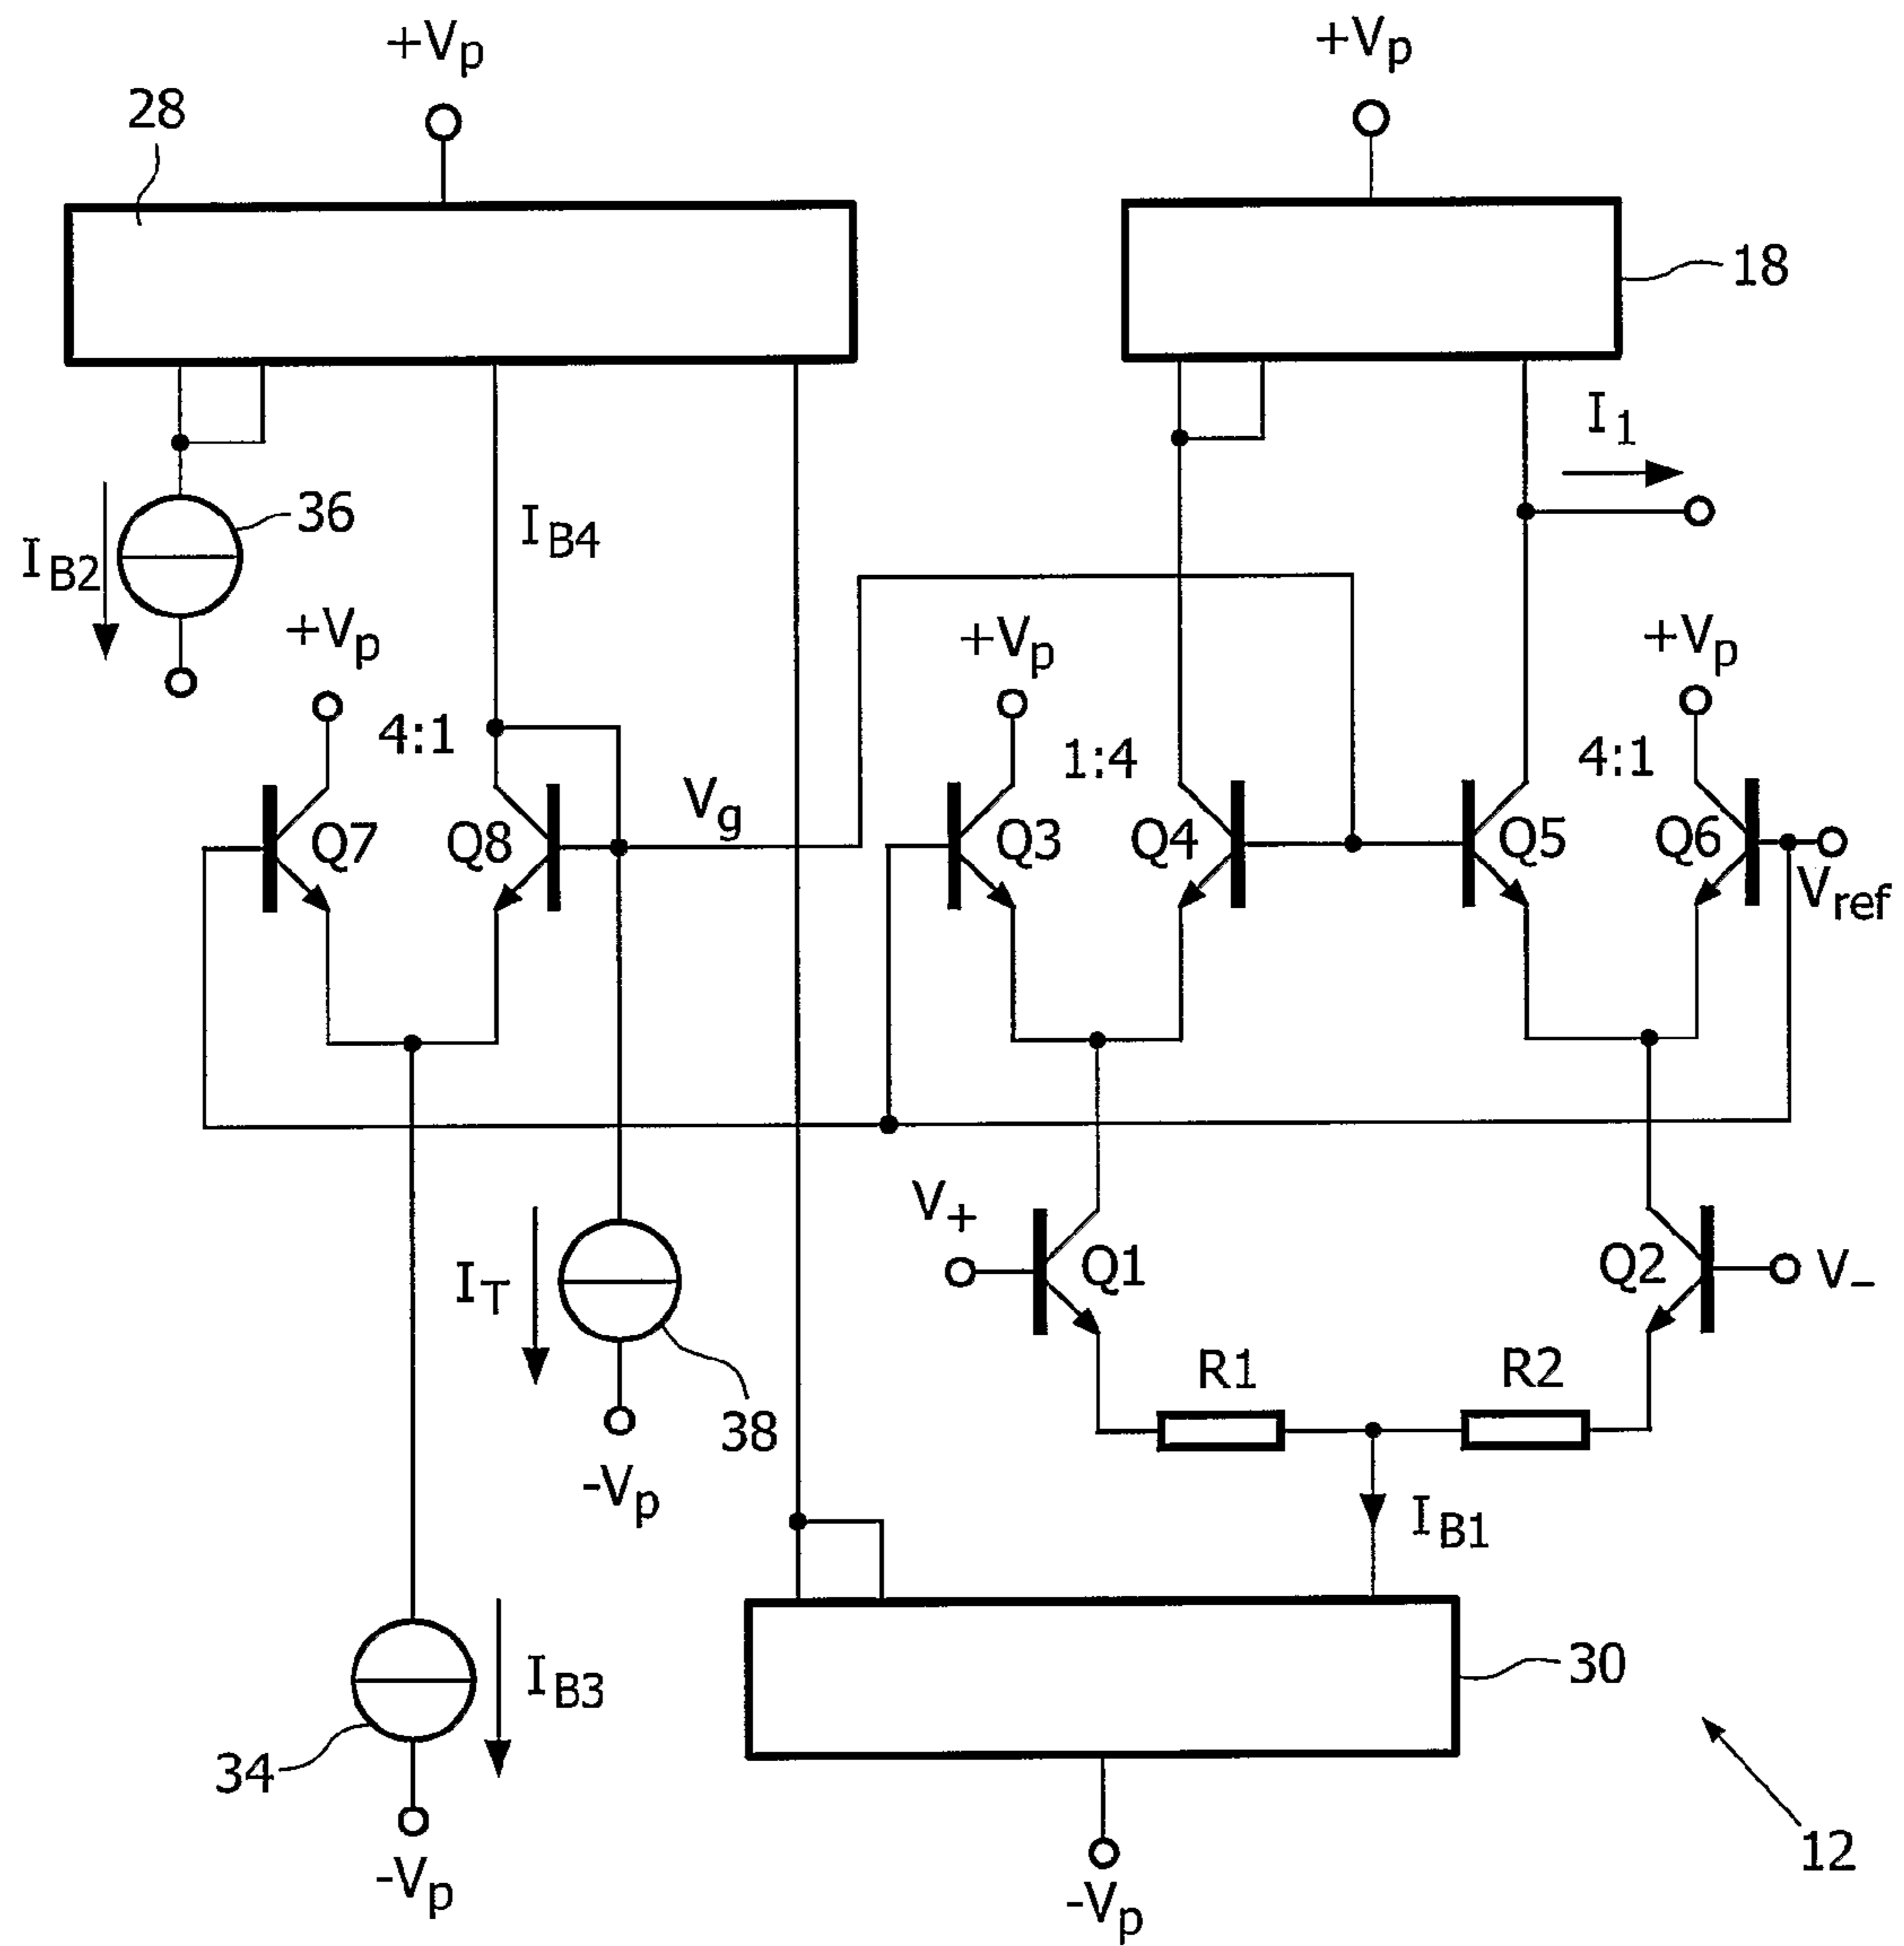 +Vp
+Vp
28
18
I1
36
IB2
IB4
+Vp
+Vp
+Vp
4:1
1:4
4:1
Vg
Q7
Q8
Q3
Q4
Q5
Q6
Vref
V+
Q1
Q2
V-
IT
R1
R2
38
-Vp
IB1
IB3
30
34
12
-Vp
-Vp